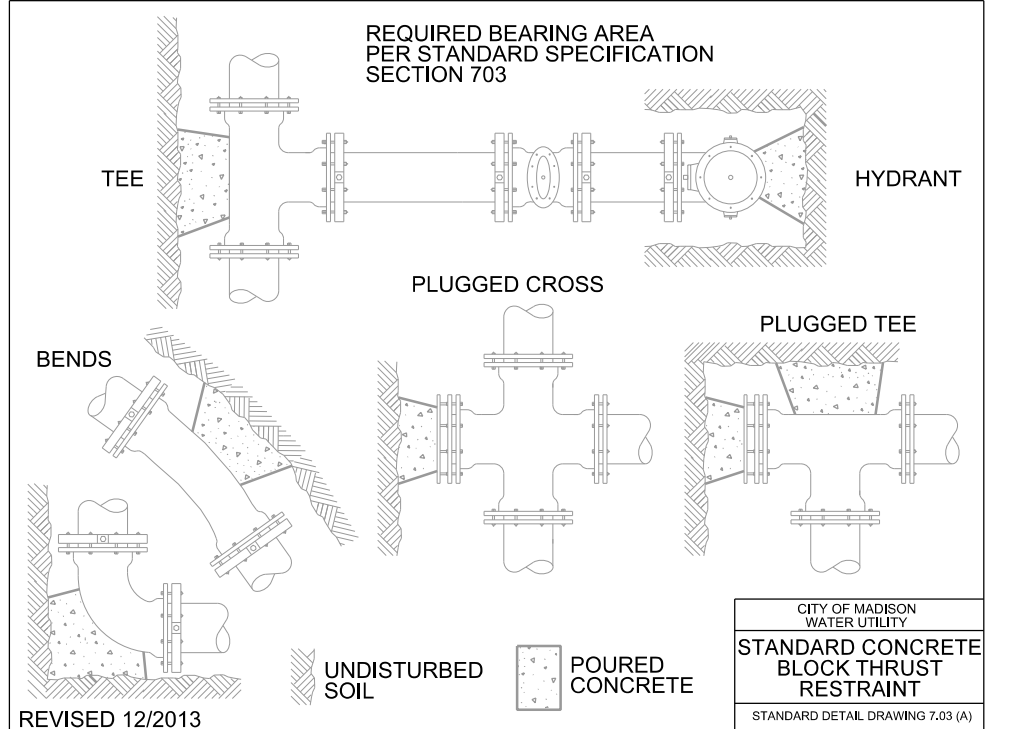 REQUIRED BEARING AREA
PER STANDARD SPECIFICATION
SECTION 703
TEE
HYDRANT
PLUGGED CROSS
PLUGGED TEE
BENDS
UNDISTURBED
SOIL
POURED
CONCRETE
REVISED 12/2013
CITY OF MADISON
WATER UTILITY
STANDARD CONCRETE
BLOCK THRUST
RESTRAINT
STANDARD DETAIL DRAWING 7.03 (A)